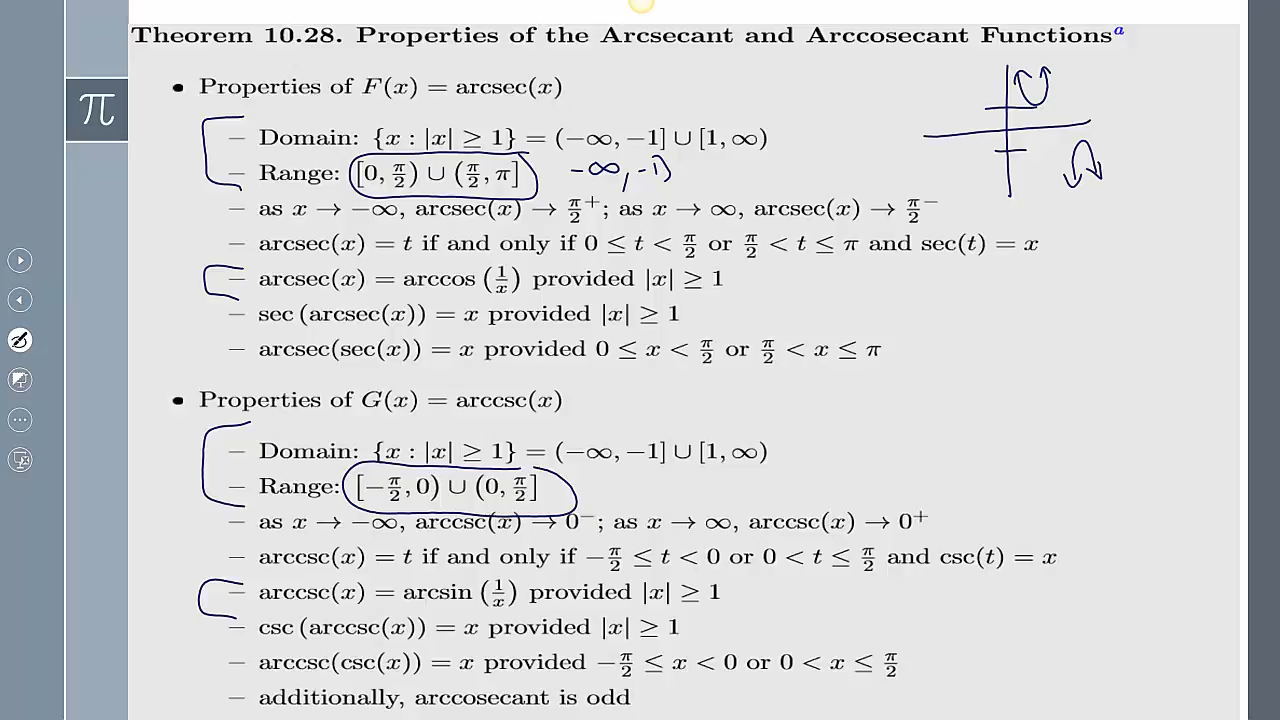 Theorem 10.28. Properties of the Arcsecant and Arccosecant Functionsᵃ
π
• Properties of F(x) = arcsec(x)
– Domain: {x : |x| ≥ 1} = (−∞, −1] ∪ [1, ∞)
– Range: [0, π/2) ∪ (π/2, π] -∞, -1)
– as x → −∞, arcsec(x) → π/2⁺; as x → ∞, arcsec(x) → π/2⁻
– arcsec(x) = t if and only if 0 ≤ t < π/2 or π/2 < t ≤ π and sec(t) = x
– arcsec(x) = arccos (1/x) provided |x| ≥ 1
– sec (arcsec(x)) = x provided |x| ≥ 1
– arcsec(sec(x)) = x provided 0 ≤ x < π/2 or π/2 < x ≤ π
• Properties of G(x) = arccsc(x)
– Domain: {x : |x| ≥ 1} = (−∞, −1] ∪ [1, ∞)
– Range: [−π/2, 0) ∪ (0, π/2]
– as x → −∞, arccsc(x) → 0⁻; as x → ∞, arccsc(x) → 0⁺
– arccsc(x) = t if and only if −π/2 ≤ t < 0 or 0 < t ≤ π/2 and csc(t) = x
– arccsc(x) = arcsin (1/x) provided |x| ≥ 1
– csc (arccsc(x)) = x provided |x| ≥ 1
– arccsc(csc(x)) = x provided −π/2 ≤ x < 0 or 0 < x ≤ π/2
– additionally, arccosecant is odd